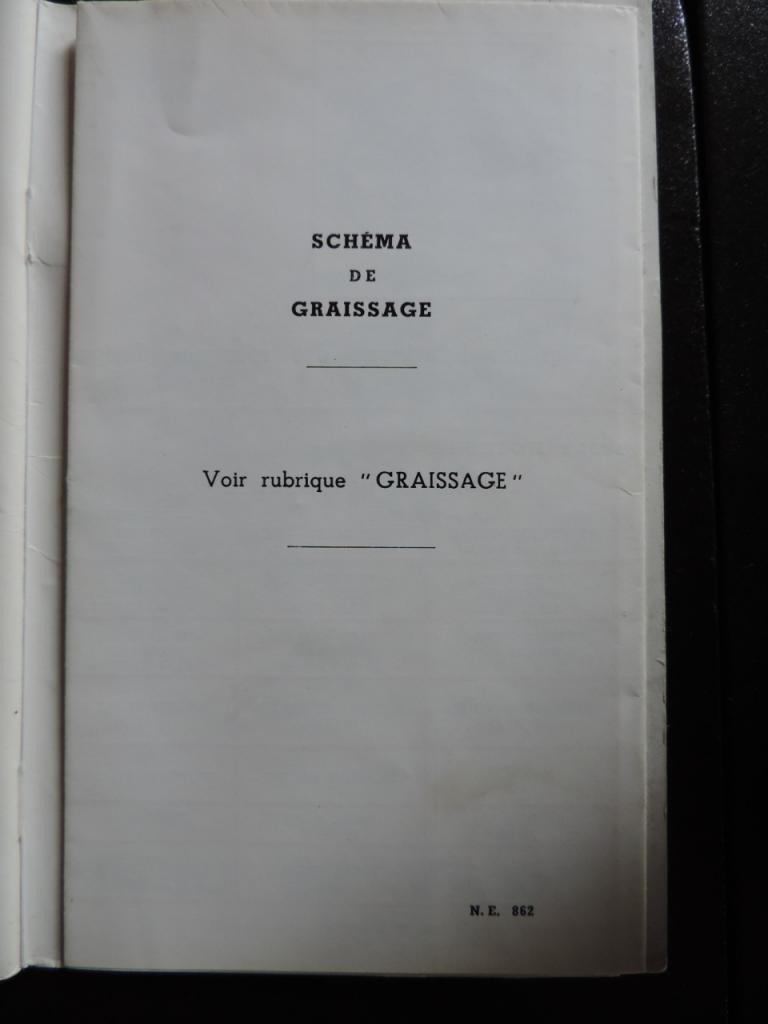 SCHÉMA
DE
GRAISSAGE
Voir rubrique "GRAISSAGE"
N. E. 862